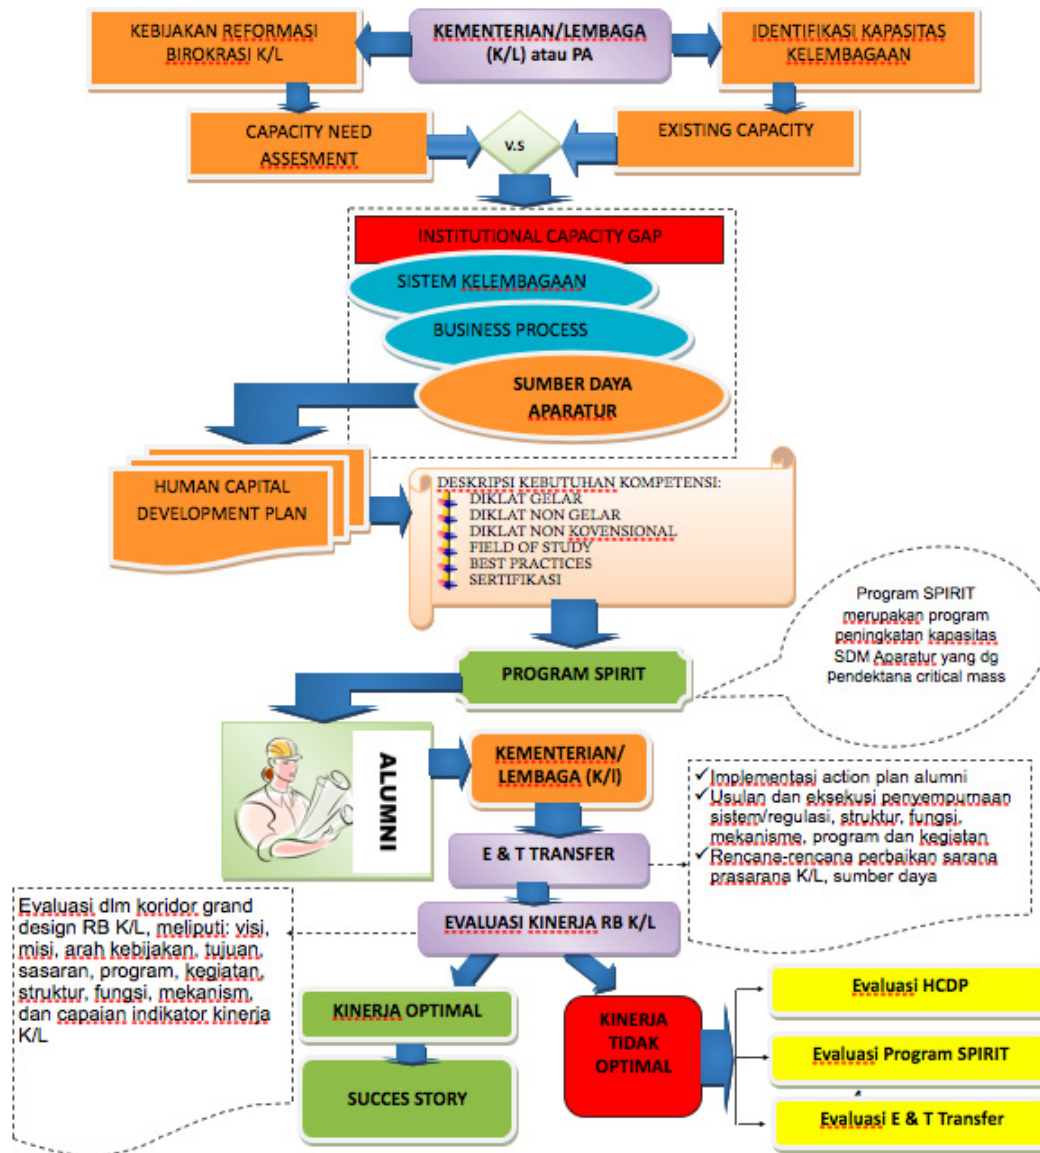 KEBIJAKAN REFORMASI
BIROKRASI K/L
KEMENTERIAN/LEMBAGA
(K/L) atau PA
IDENTIFIKASI KAPASITAS
KELEMBAGAAN
CAPACITY NEED
ASSESMENT
v.s
EXISTING CAPACITY
INSTITUTIONAL CAPACITY GAP
SISTEM KELEMBAGAAN
BUSINESS PROCESS
SUMBER DAYA
APARATUR
HUMAN CAPITAL
DEVELOPMENT PLAN
DESKRIPSI KEBUTUHAN KOMPETENSI:
DIKLAT GELAR
DIKLAT NON GELAR
DIKLAT NON KOVENSIONAL
FIELD OF STUDY
BEST PRACTICES
SERTIFIKASI
Program SPIRIT
merupakan program
peningkatan kapasitas
SDM Aparatur yang dg
pendektana critical mass
PROGRAM SPIRIT
ALUMNI
KEMENTERIAN/
LEMBAGA (K/l)
✓Implementasi action plan alumni
✓Usulan dan eksekusi penyempurnaan
sistem/regulasi, struktur, fungsi,
mekanisme, program dan kegiatan
✓Rencana-rencana perbaikan sarana
prasarana K/L, sumber daya
E & T TRANSFER
Evaluasi dlm koridor grand
design RB K/L, meliputi: visi,
misi, arah kebijakan, tujuan,
sasaran, program, kegiatan,
struktur, fungsi, mekanism,
dan capaian indikator kinerja
K/L
EVALUASI KINERJA RB K/L
KINERJA OPTIMAL
SUCCES STORY
KINERJA
TIDAK
OPTIMAL
Evaluasi HCDP
Evaluasi Program SPIRIT
Evaluasi E & T Transfer